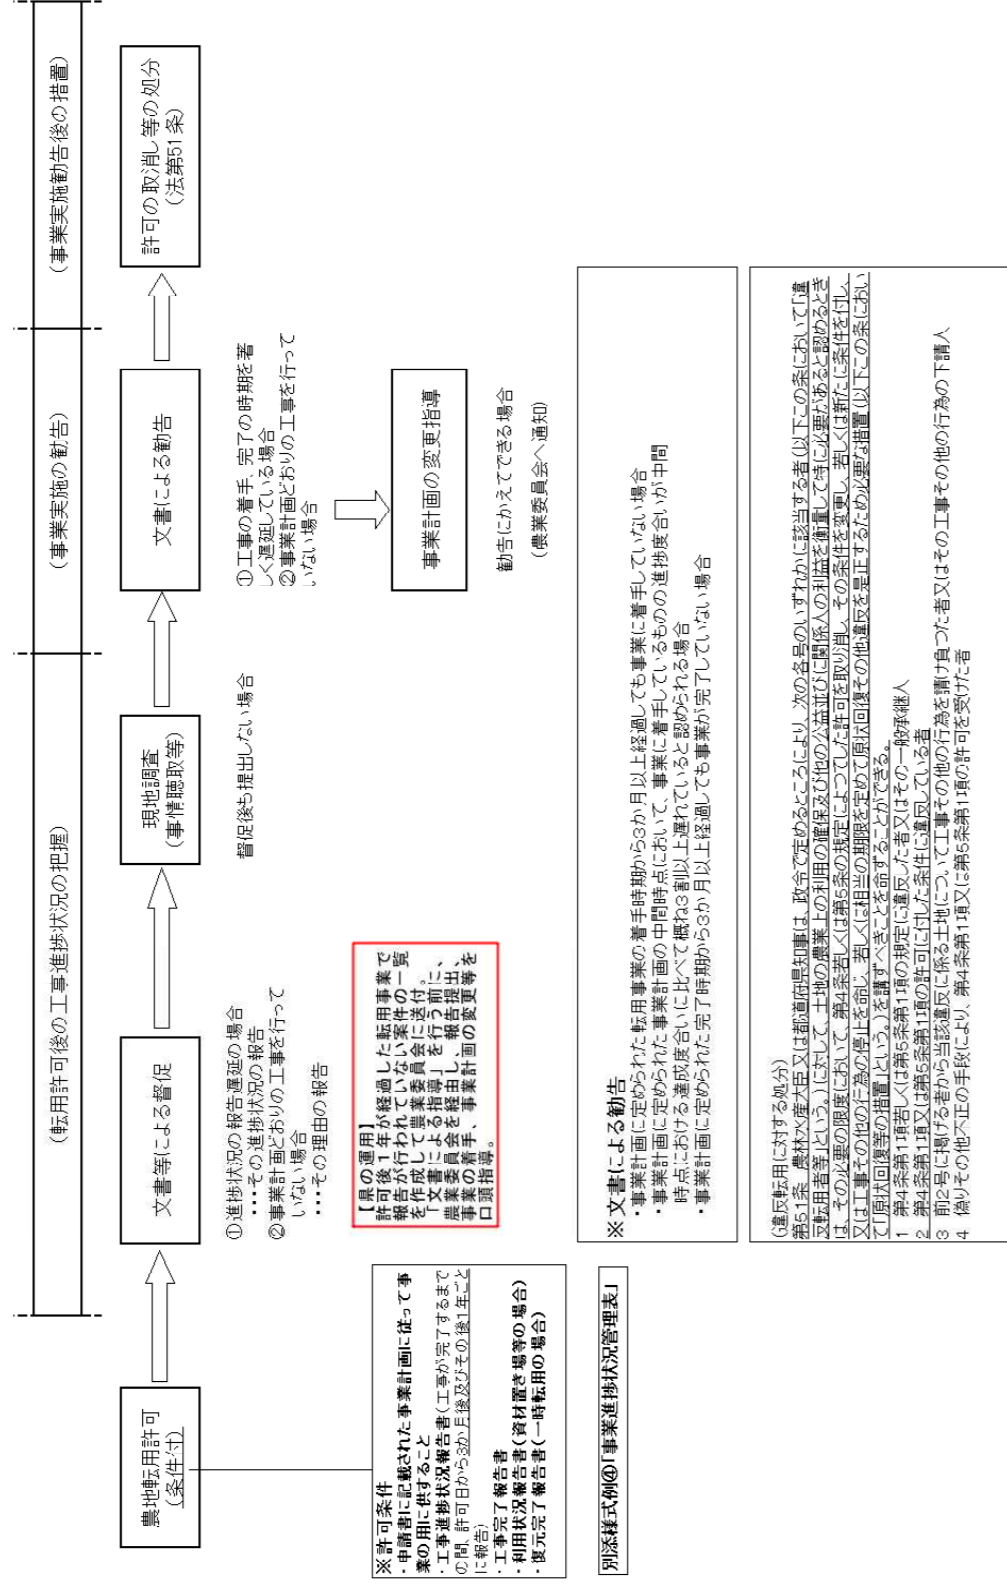 (転用許可後の工事進捗状況の把握)
(事業実施の勧告)
(事業実施勧告後の措置)
農地転用許可
(条件付)
文書等による督促
現地調査
(事情聴取等)
文書による勧告
許可の取消し等の処分
(法第51条)
①進捗状況の報告遅延の場合
・・・その進捗状況の報告
②事業計画どおりの工事を行って
いない場合
・・・その理由の報告
督促後も提出しない場合
①工事の着手、完了の時期を著
しく遅延している場合
②事業計画どおりの工事を行って
いない場合
事業計画の変更指導
勧告にかえてできる場合
(農業委員会へ通知)
【県の運用】
許可後1年が経過した転用事業で
報告が行われていない案件の一覧
を作成して農業委員会に送付。
「文書による指導」を行う前に、
農業委員会を経由し、報告提出、
事業の着手、事業計画の変更等を
口頭指導。
※許可条件
・申請書に記載された事業計画に従って事
業の用に供すること
・工事進捗状況報告書(工事が完了するまで
の間、許可日から3か月後及びその後1年ごと
に報告)
・工事完了報告書
・利用状況報告書(資材置き場等の場合)
・復元完了報告書(一時転用の場合)
別添様式例④「事業進捗状況管理表」
※文書による勧告
・事業計画に定められた転用事業の着手時期から3か月以上経過しても事業に着手していない場合
・事業計画に定められた事業計画の中間時点において、事業に着手しているものの進捗度合いが中間
時点における達成度合いに比べて概ね3割以上遅れていると認められる場合
・事業計画に定められた完了時期から3か月以上経過しても事業が完了していない場合
(違反転用に対する処分)
第51条 農林水産大臣又は都道府県知事は、政令で定めるところにより、次の各号のいずれかに該当する者(以下この条において「違
反転用者等」という。)に対して、土地の農業上の利用の確保及び他の公益並びに関係人の利益を衡量して特に必要があると認めるとき
は、その必要の限度において、第4条若しくは第5条の規定によつてした許可を取り消し、その条件を変更し、若しくは新たに条件を付し、
又は工事その他の行為の停止を命じ、若しくは相当の期限を定めて原状回復その他違反を是正するため必要な措置(以下この条におい
て「原状回復等の措置」という。)を講ずべきことを命ずることができる。
1 第4条第1項若しくは第5条第1項の規定に違反した者又はその一般承継人
2 第4条第1項又は第5条第1項の許可に付した条件に違反している者
3 前2号に掲げる者から当該違反に係る土地について工事その他の行為を請け負つた者又はその工事その他の行為の下請人
4 偽りその他不正の手段により、第4条第1項又は第5条第1項の許可を受けた者